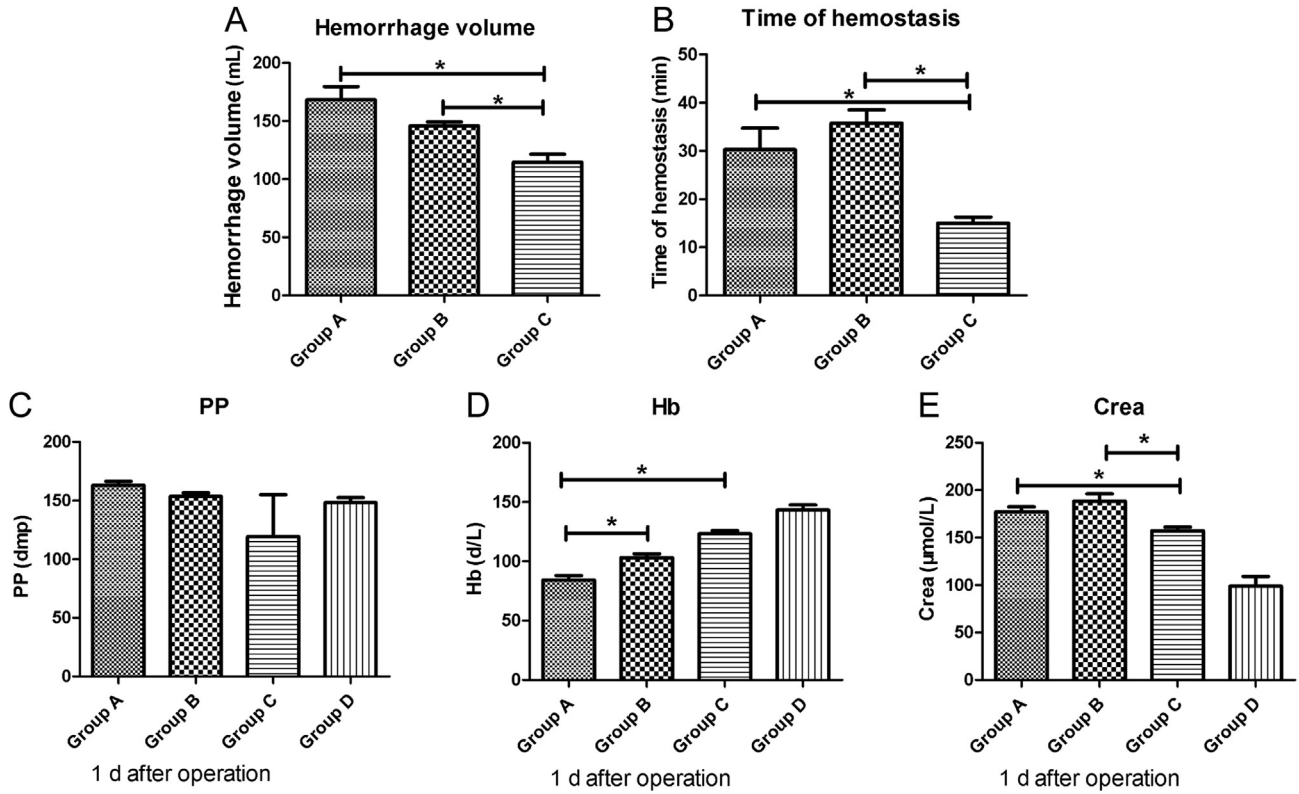 A
Hemorrhage volume
Hemorrhage volume (mL)
200
150
100
50
0
*
*
Group A
Group B
Group C
B
Time of hemostasis
Time of hemostasis (min)
50
40
30
20
10
0
*
*
Group A
Group B
Group C
C
PP
PP (dmp)
200
150
100
50
0
Group A
Group B
Group C
Group D
1 d after operation
D
Hb
Hb (d/L)
200
150
100
50
0
*
*
Group A
Group B
Group C
Group D
1 d after operation
E
Crea
Crea (µmol/L)
250
200
150
100
50
0
*
*
Group A
Group B
Group C
Group D
1 d after operation